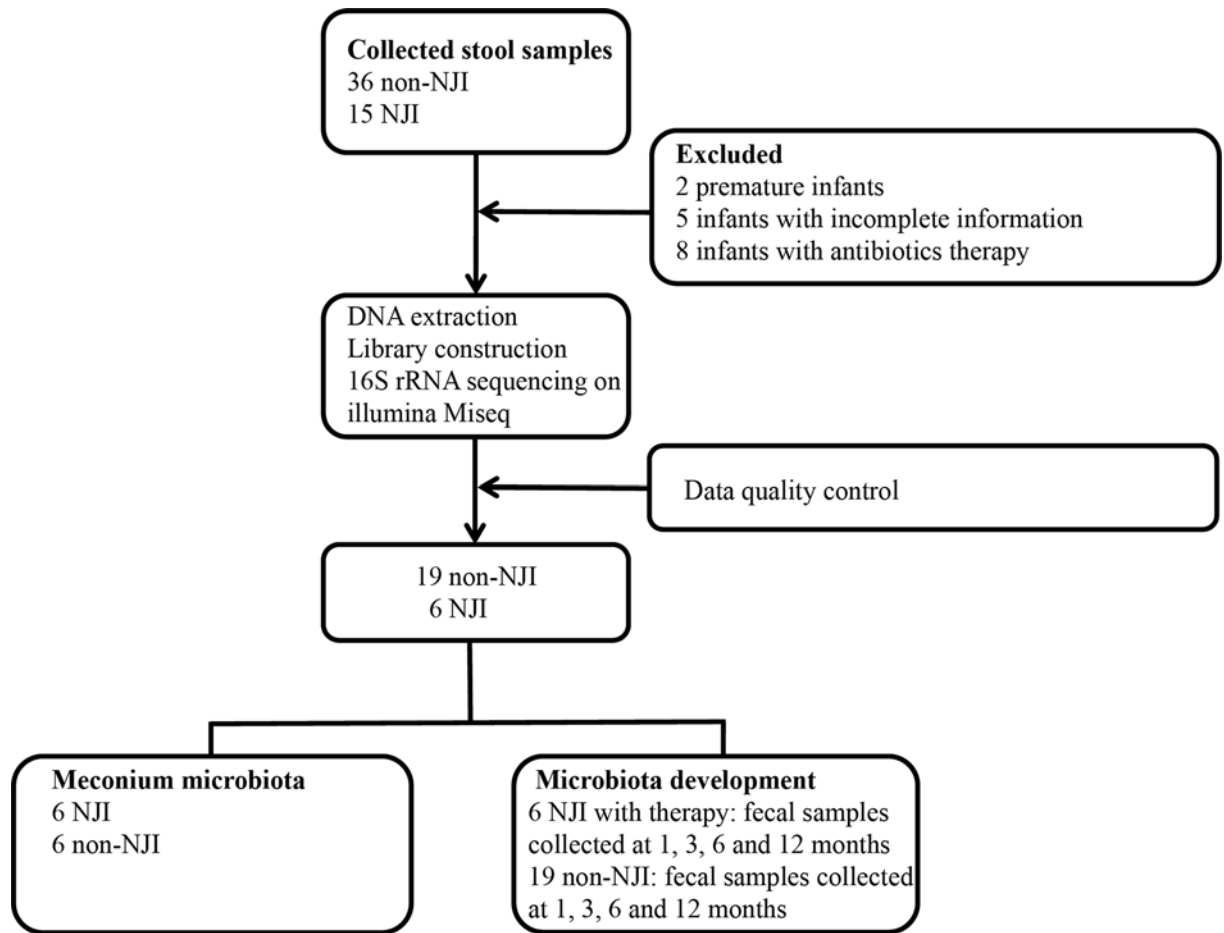 Collected stool samples
36 non-NJI
15 NJI
Excluded
2 premature infants
5 infants with incomplete information
8 infants with antibiotics therapy
DNA extraction
Library construction
16S rRNA sequencing on
illumina Miseq
Data quality control
19 non-NJI
6 NJI
Meconium microbiota
6 NJI
6 non-NJI
Microbiota development
6 NJI with therapy: fecal samples
collected at 1, 3, 6 and 12 months
19 non-NJI: fecal samples collected
at 1, 3, 6 and 12 months